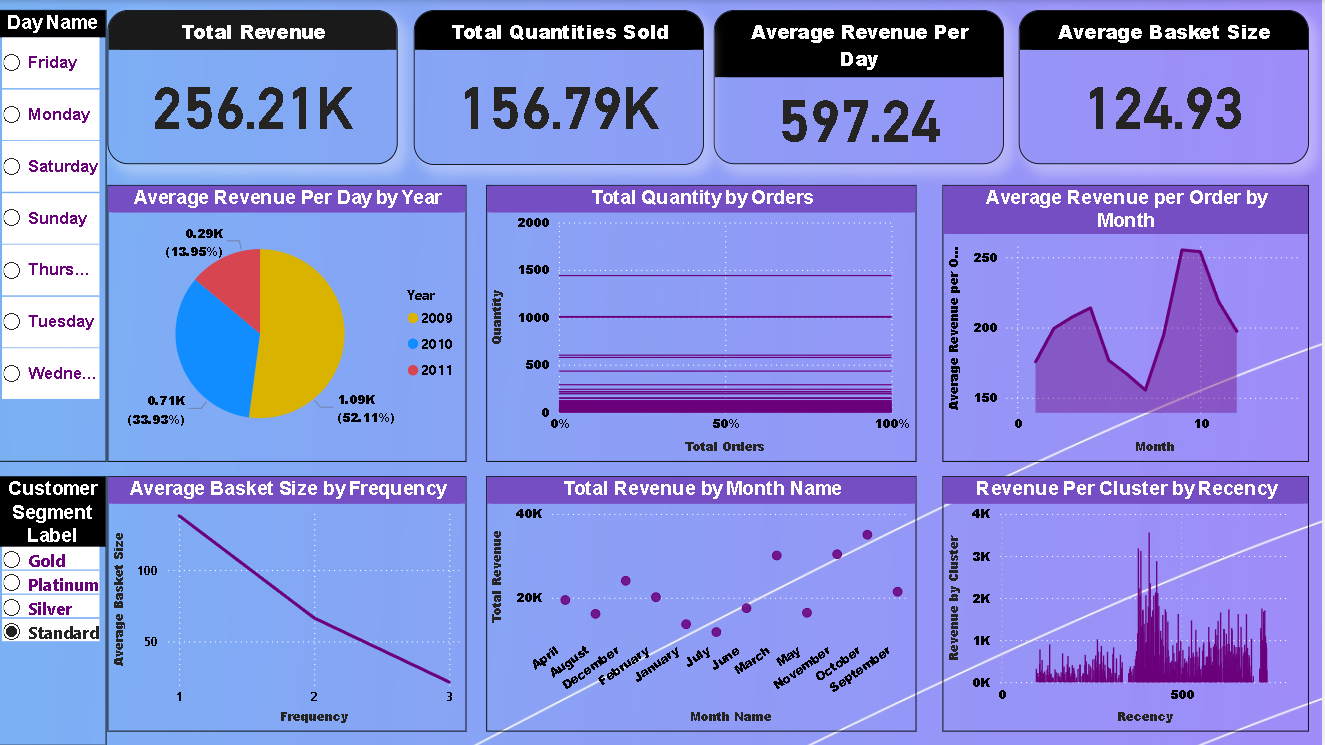 Day Name
Friday
Monday
Saturday
Sunday
Thurs...
Tuesday
Wedne...
Total Revenue
256.21K
Total Quantities Sold
156.79K
Average Revenue Per
Day
597.24
Average Basket Size
124.93
Average Revenue Per Day by Year
0.29K
(13.95%)
0.71K
(33.93%)
1.09K
(52.11%)
Year
2009
2010
2011
Total Quantity by Orders
Quantity
2000
1500
1000
500
0
0%
50%
100%
Total Orders
Average Revenue per Order by
Month
Average Revenue per O...
250
200
150
0
10
Month
Customer
Segment
Label
Gold
Platinum
Silver
Standard
Average Basket Size by Frequency
Average Basket Size
100
50
1
2
3
Frequency
Total Revenue by Month Name
Total Revenue
40K
20K
April
August
December
February
January
July
June
March
May
November
October
September
Month Name
Revenue Per Cluster by Recency
Revenue by Cluster
4K
3K
2K
1K
0K
0
500
Recency